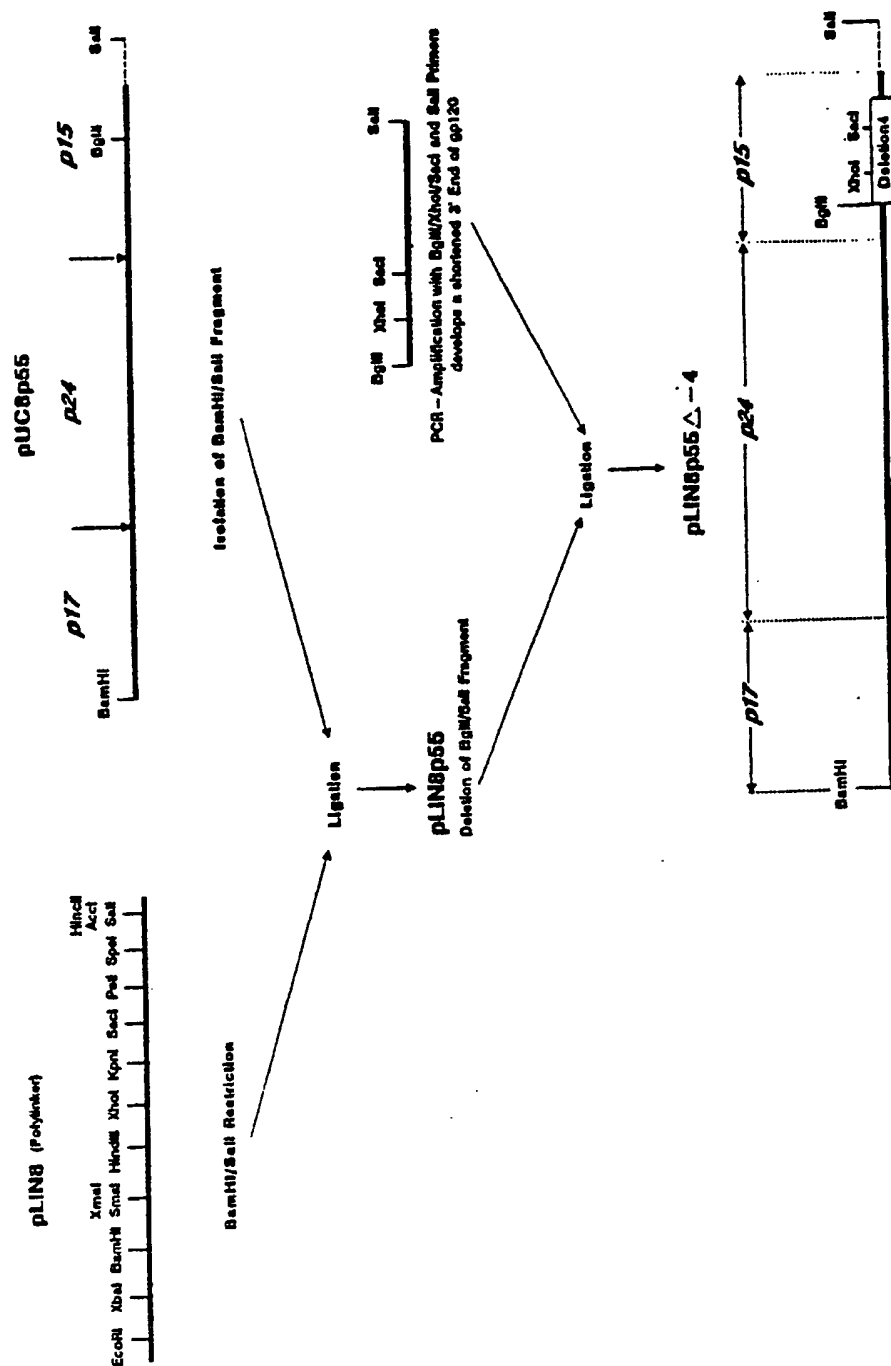 pLIN8 (Polylinker)
HincII
XmaI AccI
EcoRI XbaI BamHI SmaI HindIII XhoI KpnI SacI PstI SpeI SalI
BamHI/SalI Restriction
pUC8p55
p17 p24 p15
BamHI BglII SalI
Isolation of BamHI/SalI Fragment
Ligation
pLIN8p55
Deletion of BglII/SalI Fragment
BglII XhoI SacI SalI
PCR – Amplification with BglII/XhoI/SacI and SalI Primers
develops a shortened 3' End of gp120
Ligation
pLIN8p55△-4
p17 p24 p15
BamHI BglII XhoI SacI SalI
Deletion4